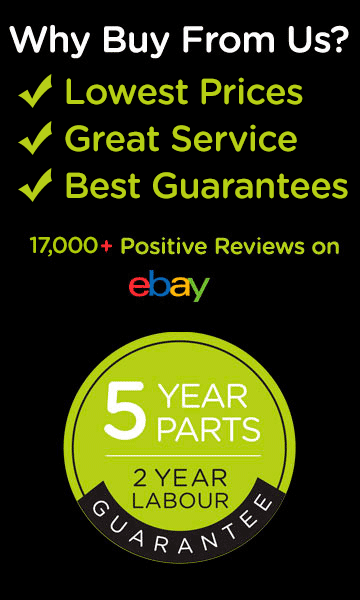 Why Buy From Us?
Lowest Prices
Great Service
Best Guarantees
17,000+ Positive Reviews on
ebay
5 YEAR
PARTS
2 YEAR
LABOUR
GUARANTEE